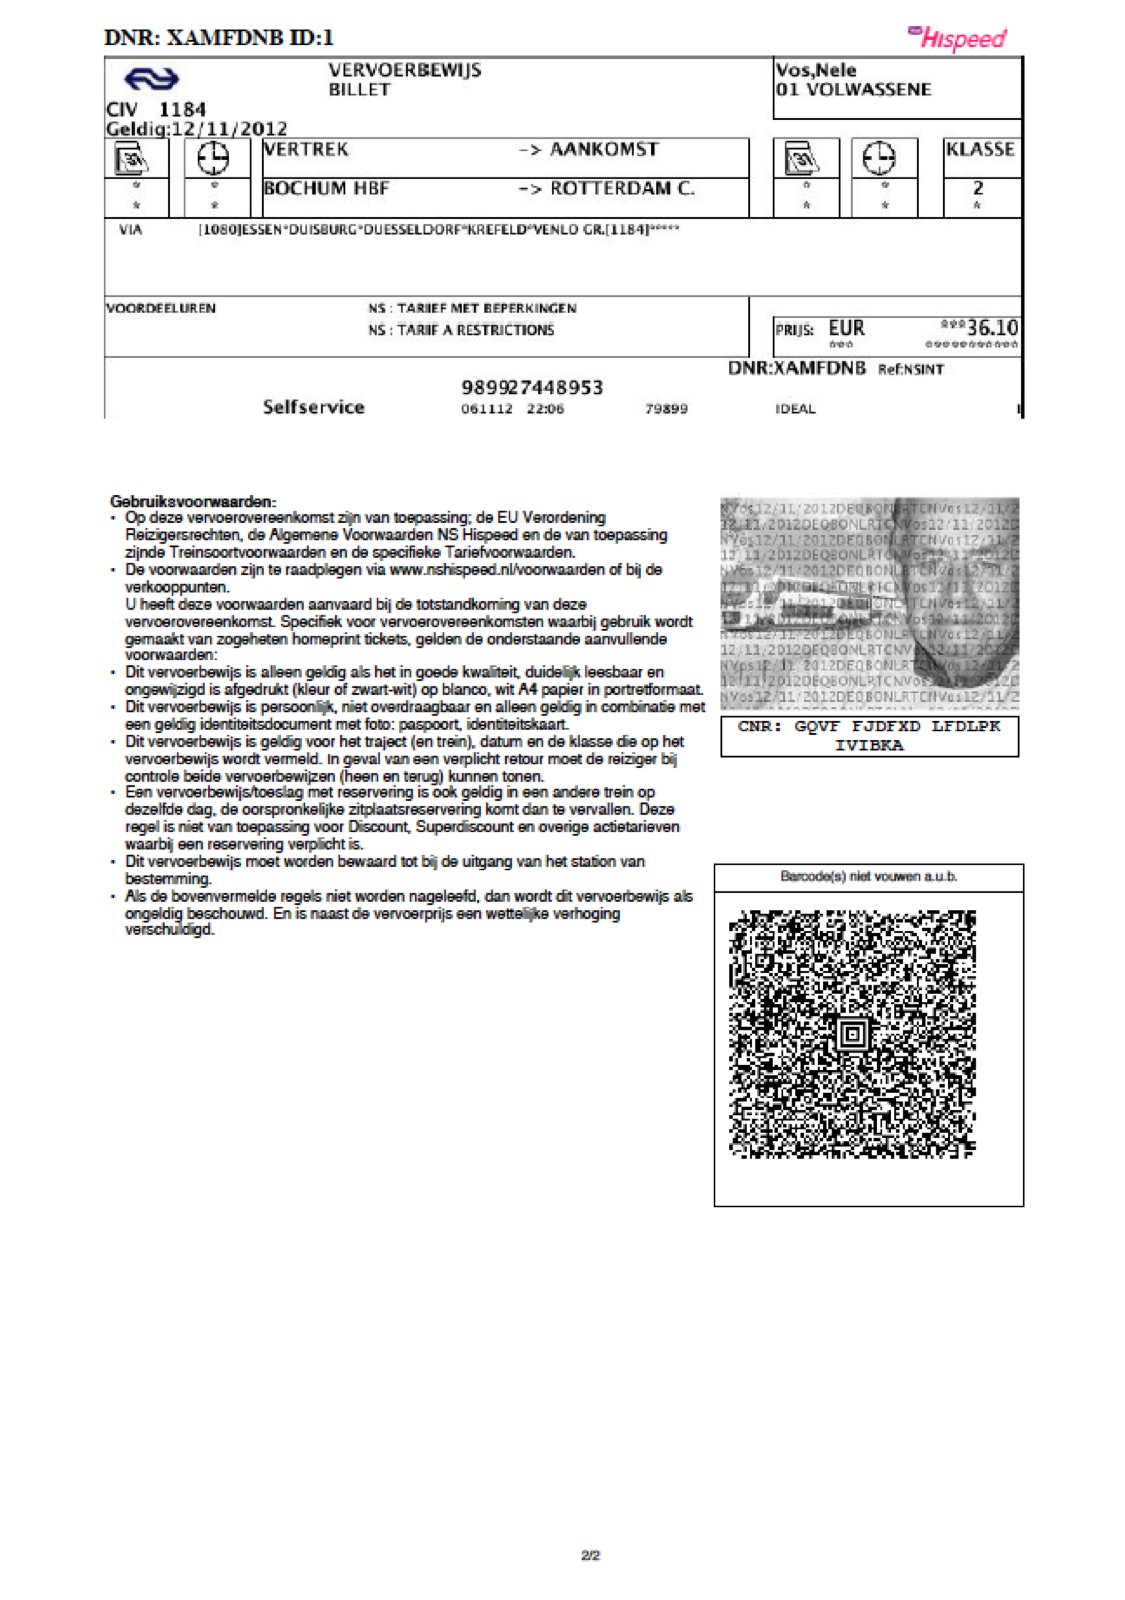 DNR: XAMFDNB ID:1
Hispeed
VERVOERBEWIJS
BILLET
Vos,Nele
01 VOLWASSENE
CIV 1184
Geldig:12/11/2012
VERTREK -> AANKOMST KLASSE
* * BOCHUM HBF -> ROTTERDAM C. * * 2
* * * * *
VIA [1080]ESSEN*DUISBURG*DUESSELDORF*KREFELD*VENLO GR.[1184]*****
VOORDEELUREN NS : TARIEF MET BEPERKINGEN
NS : TARIF A RESTRICTIONS
PRIJS: EUR ***36.10
*** ***********
DNR:XAMFDNB Ref:NSINT
989927448953
Selfservice 061112 22:06 79899 IDEAL
Gebruiksvoorwaarden:
• Op deze vervoerovereenkomst zijn van toepassing; de EU Verordening
Reizigersrechten, de Algemene Voorwaarden NS Hispeed en de van toepassing
zijnde Treinsoortvoorwaarden en de specifieke Tariefvoorwaarden.
• De voorwaarden zijn te raadplegen via www.nshispeed.nl/voorwaarden of bij de
verkooppunten.
U heeft deze voorwaarden aanvaard bij de totstandkoming van deze
vervoerovereenkomst. Specifiek voor vervoerovereenkomsten waarbij gebruik wordt
gemaakt van zogeheten homeprint tickets, gelden de onderstaande aanvullende
voorwaarden:
• Dit vervoerbewijs is alleen geldig als het in goede kwaliteit, duidelijk leesbaar en
ongewijzigd is afgedrukt (kleur of zwart-wit) op blanco, wit A4 papier in portretformaat.
• Dit vervoerbewijs is persoonlijk, niet overdraagbaar en alleen geldig in combinatie met
een geldig identiteitsdocument met foto: paspoort, identiteitskaart.
• Dit vervoerbewijs is geldig voor het traject (en trein), datum en de klasse die op het
vervoerbewijs wordt vermeld. In geval van een verplicht retour moet de reiziger bij
controle beide vervoerbewijzen (heen en terug) kunnen tonen.
• Een vervoerbewijs/toeslag met reservering is ook geldig in een andere trein op
dezelfde dag, de oorspronkelijke zitplaatsreservering komt dan te vervallen. Deze
regel is niet van toepassing voor Discount, Superdiscount en overige actietarieven
waarbij een reservering verplicht is.
• Dit vervoerbewijs moet worden bewaard tot bij de uitgang van het station van
bestemming.
• Als de bovenvermelde regels niet worden nageleefd, dan wordt dit vervoerbewijs als
ongeldig beschouwd. En is naast de vervoerprijs een wettelijke verhoging
verschuldigd.
CNR: GQVF FJDFXD LFDLPK
IVIBKA
Barcode(s) niet vouwen a.u.b.
2/2